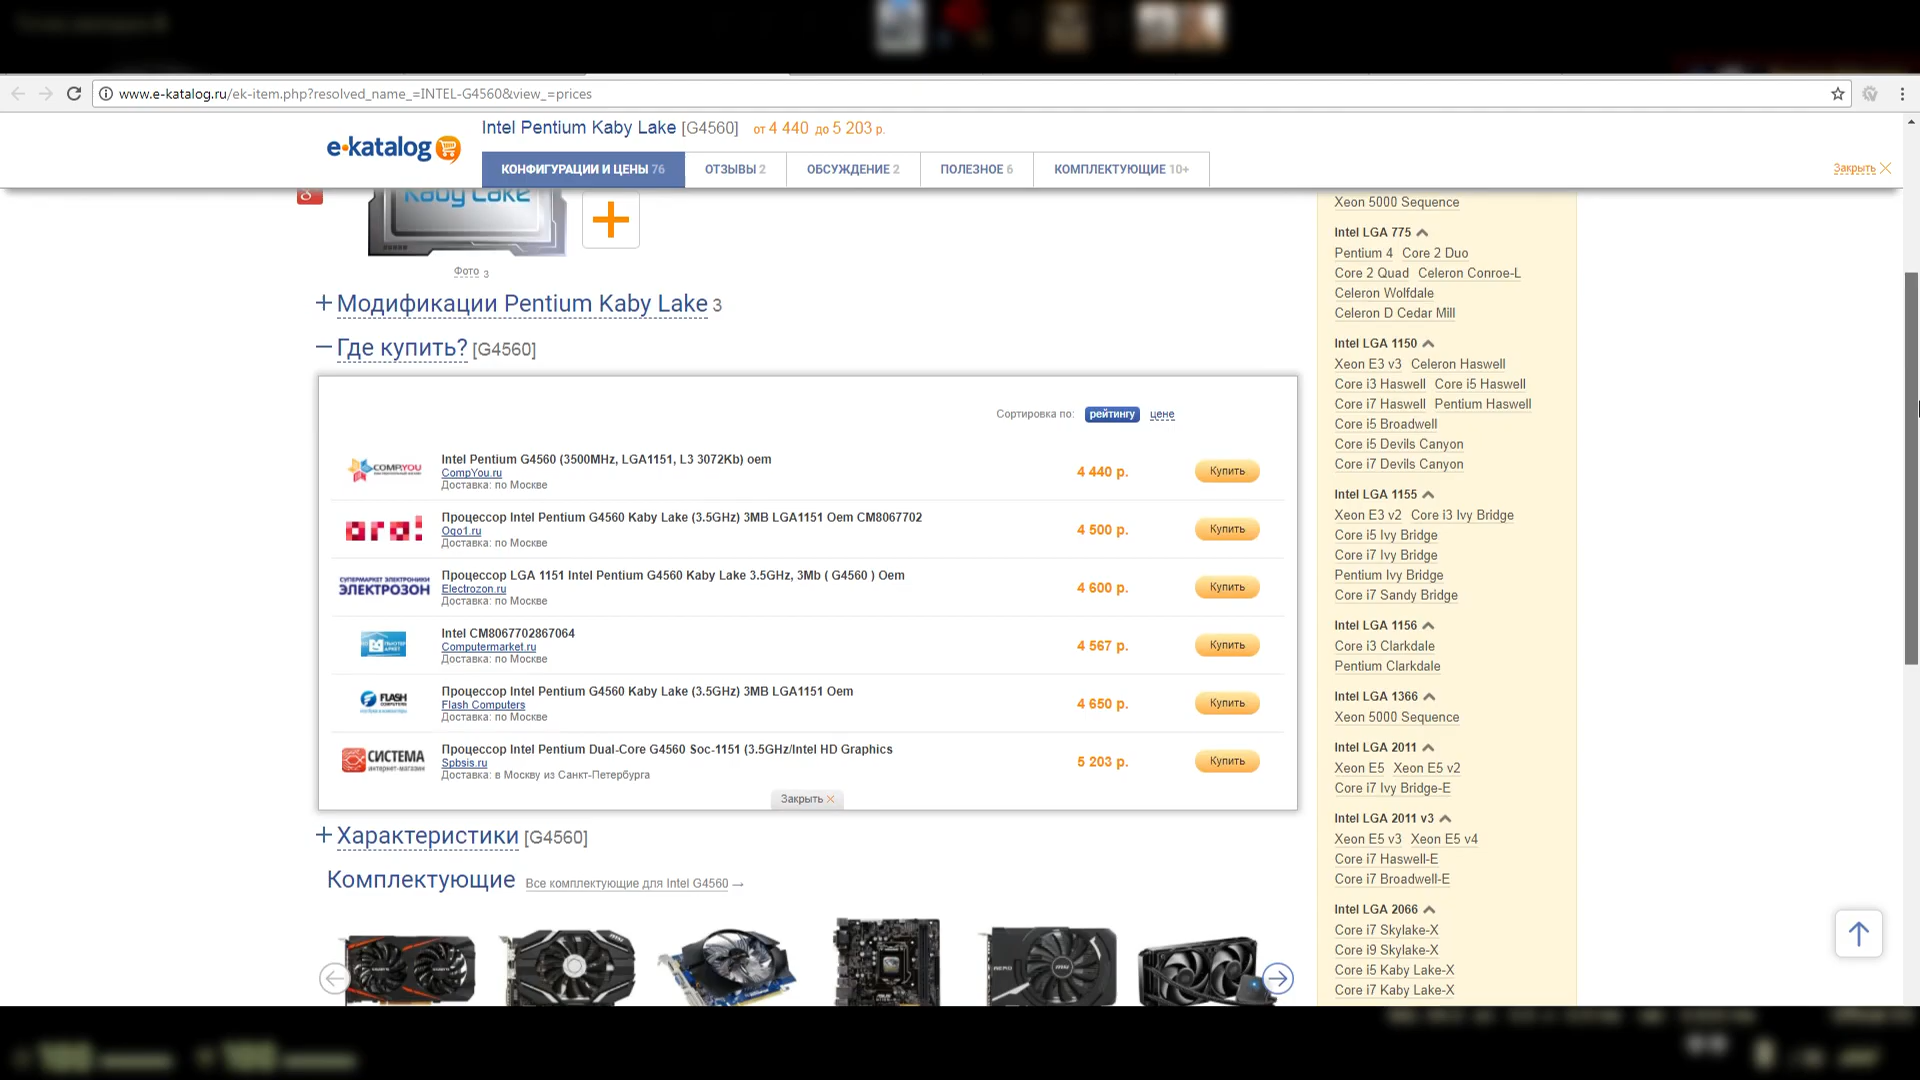 www.e-katalog.ru/ek-item.php?resolved_name_=INTEL-G4560&view_=prices
e·katalog
Intel Pentium Kaby Lake [G4560] от 4 440 до 5 203 р.
КОНФИГУРАЦИИ И ЦЕНЫ 76 ОТЗЫВЫ 2 ОБСУЖДЕНИЕ 2 ПОЛЕЗНОЕ 6 КОМПЛЕКТУЮЩИЕ 10+
Закрыть
Kaby Lake
Фото 3
Модификации Pentium Kaby Lake 3
Где купить? [G4560]
Сортировка по: рейтингу цене
COMPYOU
Intel Pentium G4560 (3500MHz, LGA1151, L3 3072Kb) oem
CompYou.ru
Доставка: по Москве
4 440 р.
Купить
ого!
Процессор Intel Pentium G4560 Kaby Lake (3.5GHz) 3MB LGA1151 Oem CM8067702
Ogo1.ru
Доставка: по Москве
4 500 р.
Купить
СУПЕРМАРКЕТ ЭЛЕКТРОНИКИ
ЭЛЕКТРОЗОН
Процессор LGA 1151 Intel Pentium G4560 Kaby Lake 3.5GHz, 3Mb ( G4560 ) Oem
Electrozon.ru
Доставка: по Москве
4 600 р.
Купить
Intel CM8067702867064
Computermarket.ru
Доставка: по Москве
4 567 р.
Купить
FLASH
COMPUTERS
Процессор Intel Pentium G4560 Kaby Lake (3.5GHz) 3MB LGA1151 Oem
Flash Computers
Доставка: по Москве
4 650 р.
Купить
СИСТЕМА
интернет-магазин
Процессор Intel Pentium Dual-Core G4560 Soc-1151 (3.5GHz/Intel HD Graphics
Spbsis.ru
Доставка: в Москву из Санкт-Петербурга
5 203 р.
Купить
Закрыть
Характеристики [G4560]
Комплектующие Все комплектующие для Intel G4560 →
Xeon 5000 Sequence
Intel LGA 775
Pentium 4 Core 2 Duo
Core 2 Quad Celeron Conroe-L
Celeron Wolfdale
Celeron D Cedar Mill
Intel LGA 1150
Xeon E3 v3 Celeron Haswell
Core i3 Haswell Core i5 Haswell
Core i7 Haswell Pentium Haswell
Core i5 Broadwell
Core i5 Devils Canyon
Core i7 Devils Canyon
Intel LGA 1155
Xeon E3 v2 Core i3 Ivy Bridge
Core i5 Ivy Bridge
Core i7 Ivy Bridge
Pentium Ivy Bridge
Core i7 Sandy Bridge
Intel LGA 1156
Core i3 Clarkdale
Pentium Clarkdale
Intel LGA 1366
Xeon 5000 Sequence
Intel LGA 2011
Xeon E5 Xeon E5 v2
Core i7 Ivy Bridge-E
Intel LGA 2011 v3
Xeon E5 v3 Xeon E5 v4
Core i7 Haswell-E
Core i7 Broadwell-E
Intel LGA 2066
Core i7 Skylake-X
Core i9 Skylake-X
Core i5 Kaby Lake-X
Core i7 Kaby Lake-X
100
100